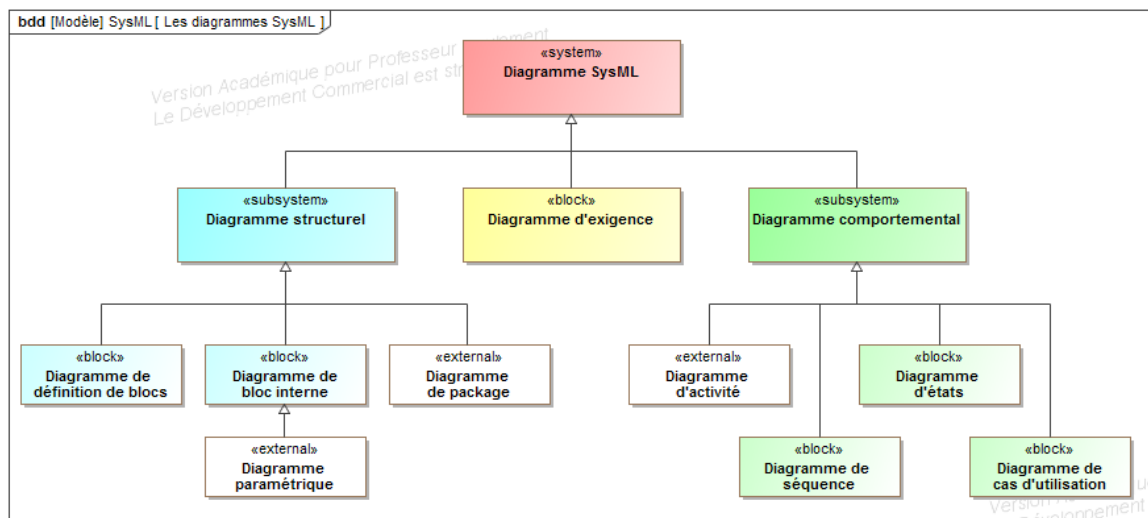 bdd [Modèle] SysML [ Les diagrammes SysML ]
Version Académique pour Professeur
Le Développement Commercial est
«system»
Diagramme SysML
«subsystem»
Diagramme structurel
«block»
Diagramme d'exigence
«subsystem»
Diagramme comportemental
«block»
Diagramme de
définition de blocs
«block»
Diagramme de
bloc interne
«external»
Diagramme
de package
«external»
Diagramme
d'activité
«block»
Diagramme
d'états
«external»
Diagramme
paramétrique
«block»
Diagramme de
séquence
«block»
Diagramme de
cas d'utilisation